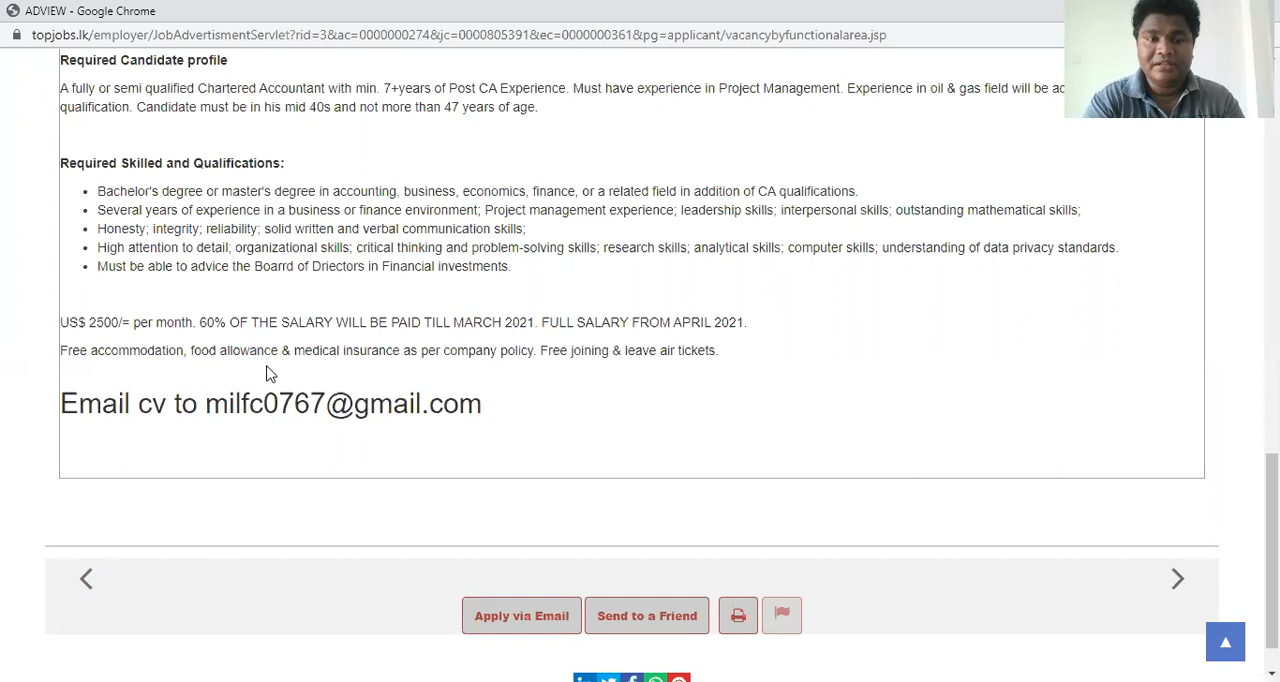 ADVIEW - Google Chrome
topjobs.lk/employer/JobAdvertismentServlet?rid=3&ac=0000000274&jc=0000805391&ec=0000000361&pg=applicant/vacancybyfunctionalarea.jsp
Required Candidate profile
A fully or semi qualified Chartered Accountant with min. 7+years of Post CA Experience. Must have experience in Project Management. Experience in oil & gas field will be
qualification. Candidate must be in his mid 40s and not more than 47 years of age.
Required Skilled and Qualifications:
• Bachelor's degree or master's degree in accounting, business, economics, finance, or a related field in addition of CA qualifications.
• Several years of experience in a business or finance environment; Project management experience; leadership skills; interpersonal skills; outstanding mathematical skills;
• Honesty; integrity; reliability; solid written and verbal communication skills;
• High attention to detail; organizational skills; critical thinking and problem-solving skills; research skills; analytical skills; computer skills; understanding of data privacy standards.
• Must be able to advice the Boarrd of Driectors in Financial investments.
US$ 2500/= per month. 60% OF THE SALARY WILL BE PAID TILL MARCH 2021. FULL SALARY FROM APRIL 2021.
Free accommodation, food allowance & medical insurance as per company policy. Free joining & leave air tickets.
Email cv to milfc0767@gmail.com
Apply via Email
Send to a Friend